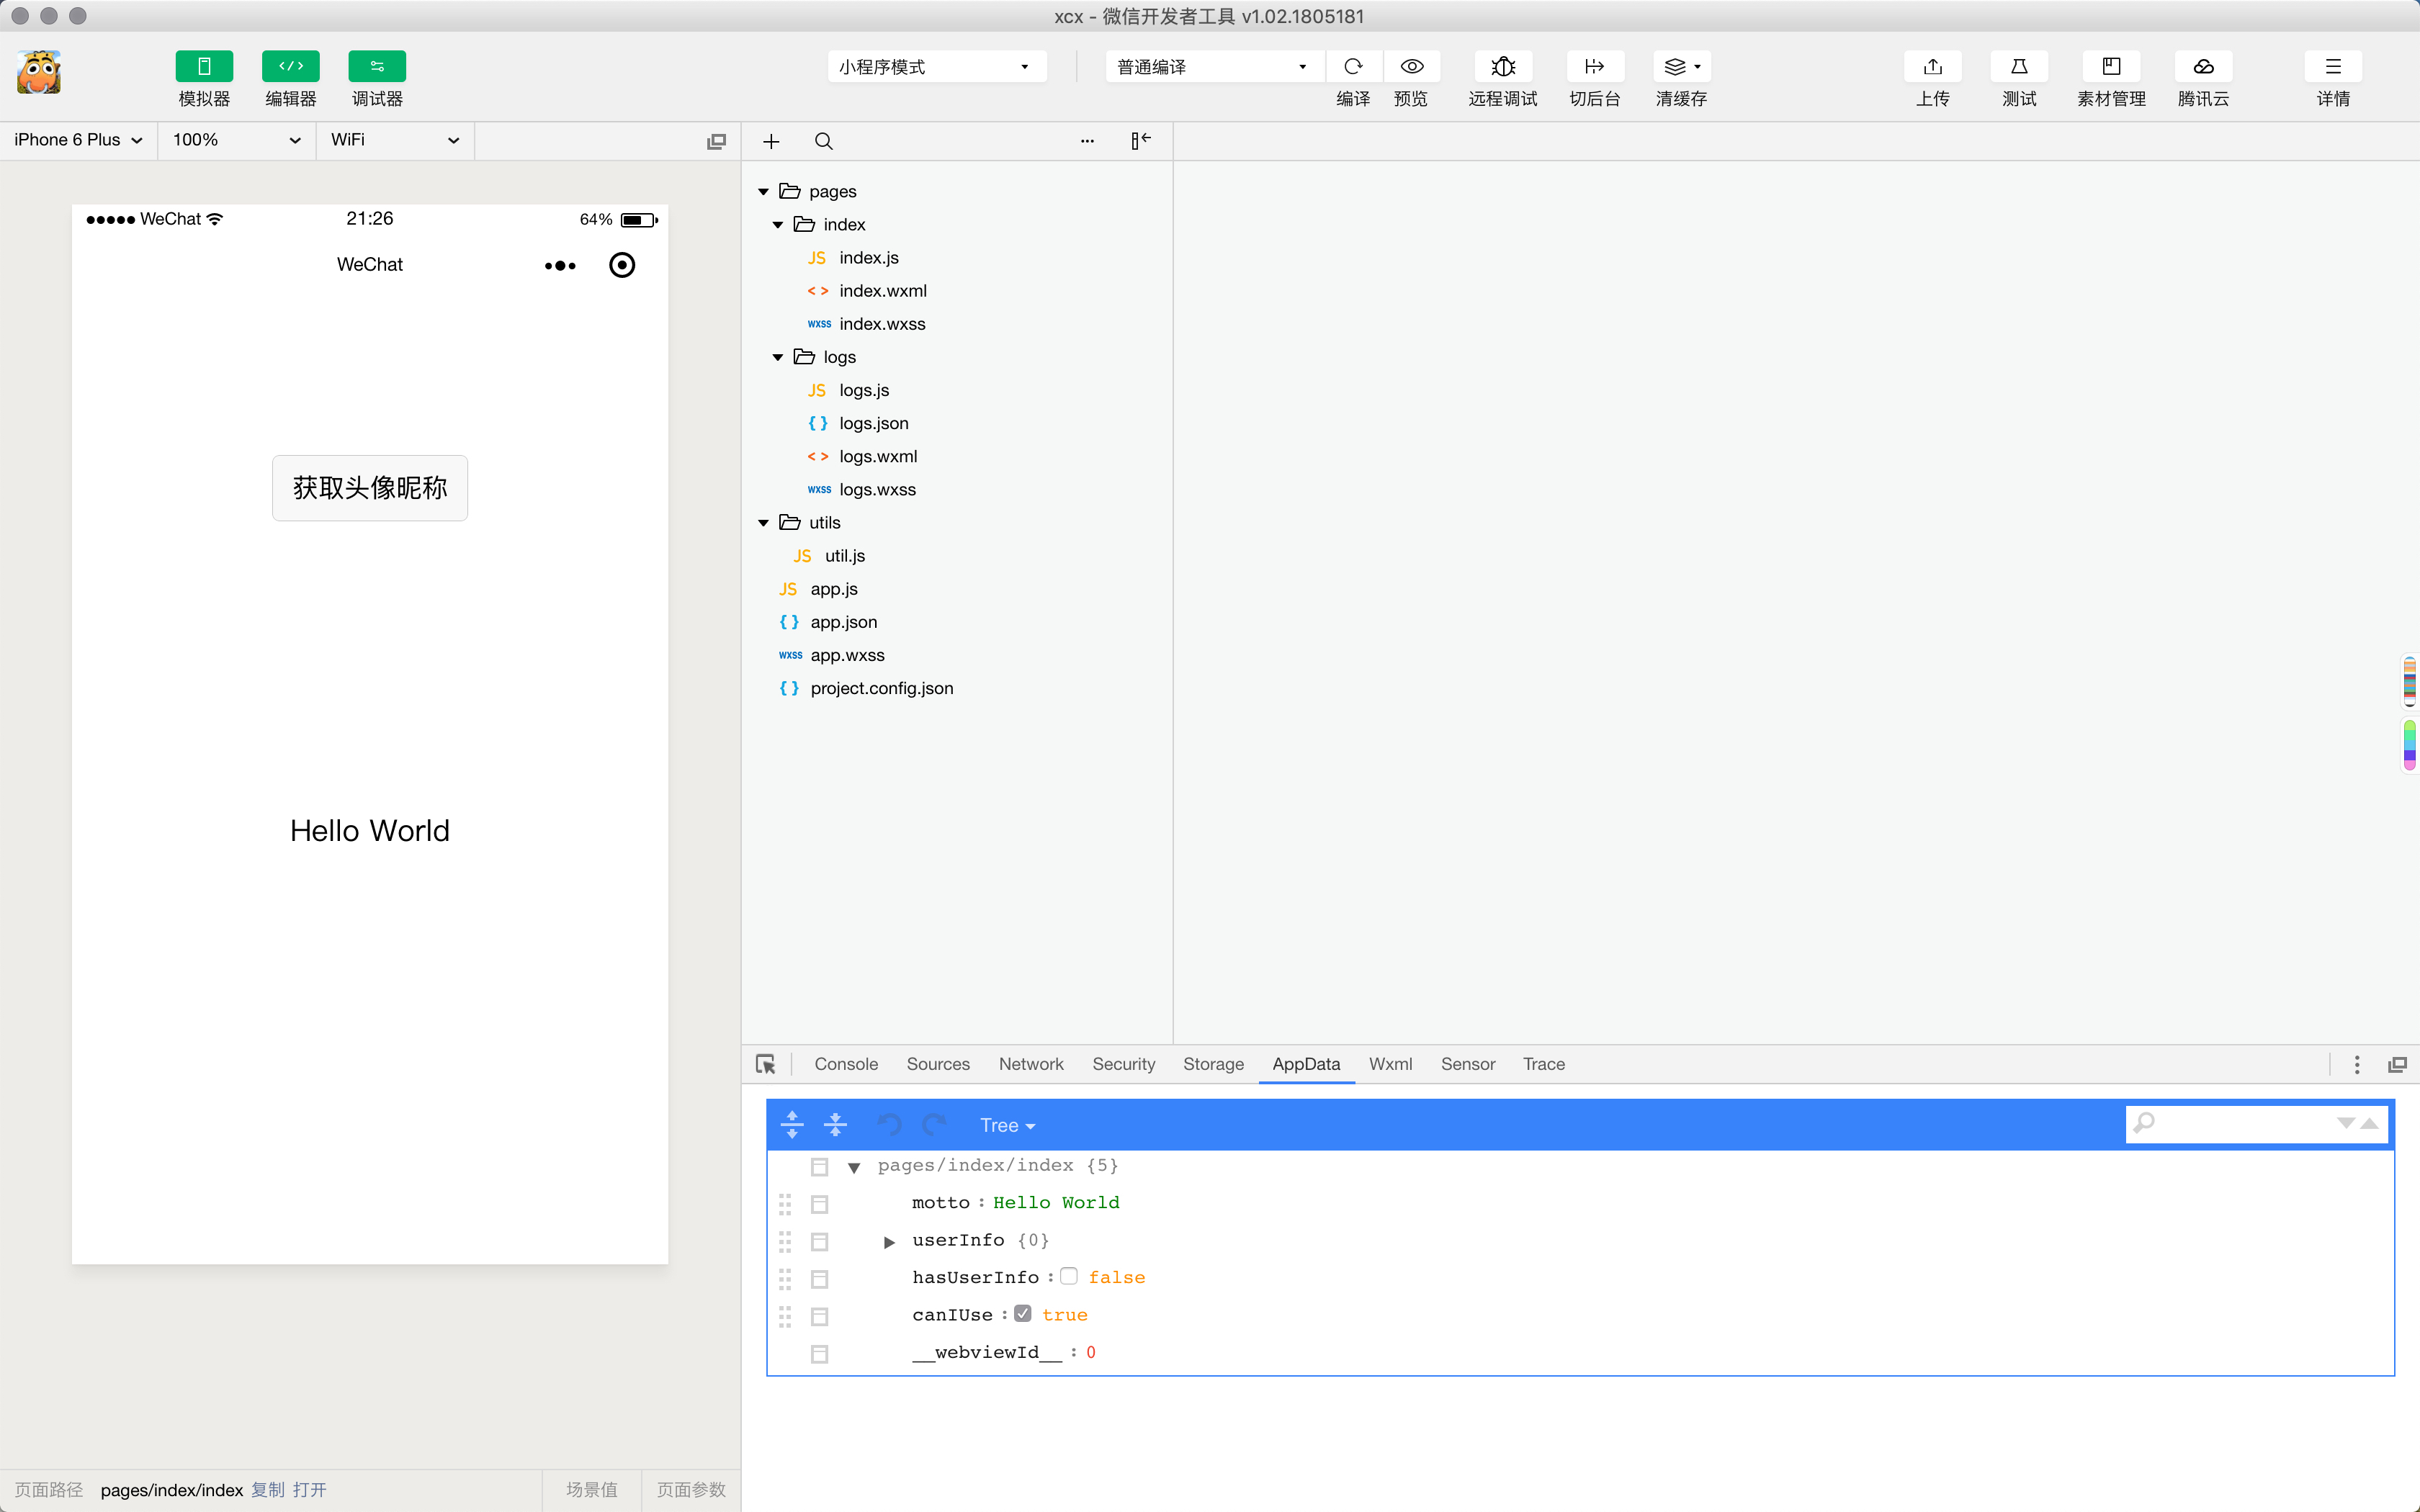 xcx - 微信开发者工具 v1.02.1805181
模拟器
编辑器
调试器
小程序模式
普通编译
编译
预览
远程调试
切后台
清缓存
上传
测试
素材管理
腾讯云
详情
iPhone 6 Plus
100%
WiFi
WeChat
21:26
64%
WeChat
获取头像昵称
Hello World
页面路径 pages/index/index 复制 打开
场景值
页面参数
pages
index
JS index.js
< > index.wxml
wxss index.wxss
logs
JS logs.js
{ } logs.json
< > logs.wxml
wxss logs.wxss
utils
JS util.js
JS app.js
{ } app.json
wxss app.wxss
{ } project.config.json
Console Sources Network Security Storage AppData Wxml Sensor Trace
Tree
pages/index/index {5}
motto : Hello World
userInfo {0}
hasUserInfo : false
canIUse : true
__webviewId__ : 0